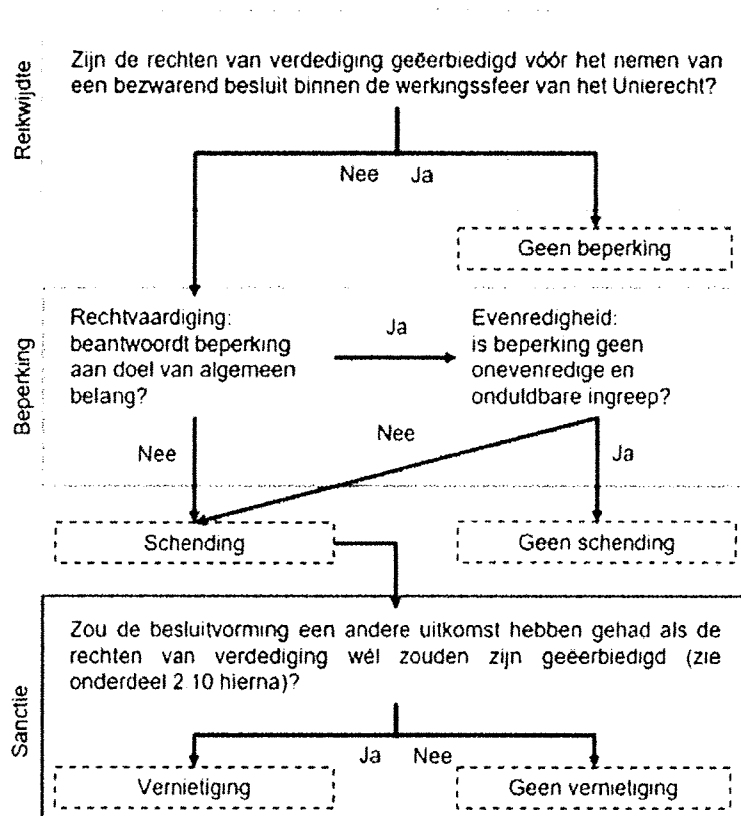 Reikwijdte
Zijn de rechten van verdediging geëerbiedigd vóór het nemen van
een bezwarend besluit binnen de werkingssfeer van het Unierecht?
Nee Ja
Geen beperking
Beperking
Rechtvaardiging:
beantwoordt beperking
aan doel van algemeen
belang?
Ja
Evenredigheid:
is beperking geen
onevenredige en
onduldbare ingreep?
Nee
Nee
Ja
Schending
Geen schending
Sanctie
Zou de besluitvorming een andere uitkomst hebben gehad als de
rechten van verdediging wél zouden zijn geëerbiedigd (zie
onderdeel 2 10 hierna)?
Ja Nee
Vernietiging
Geen vernietiging